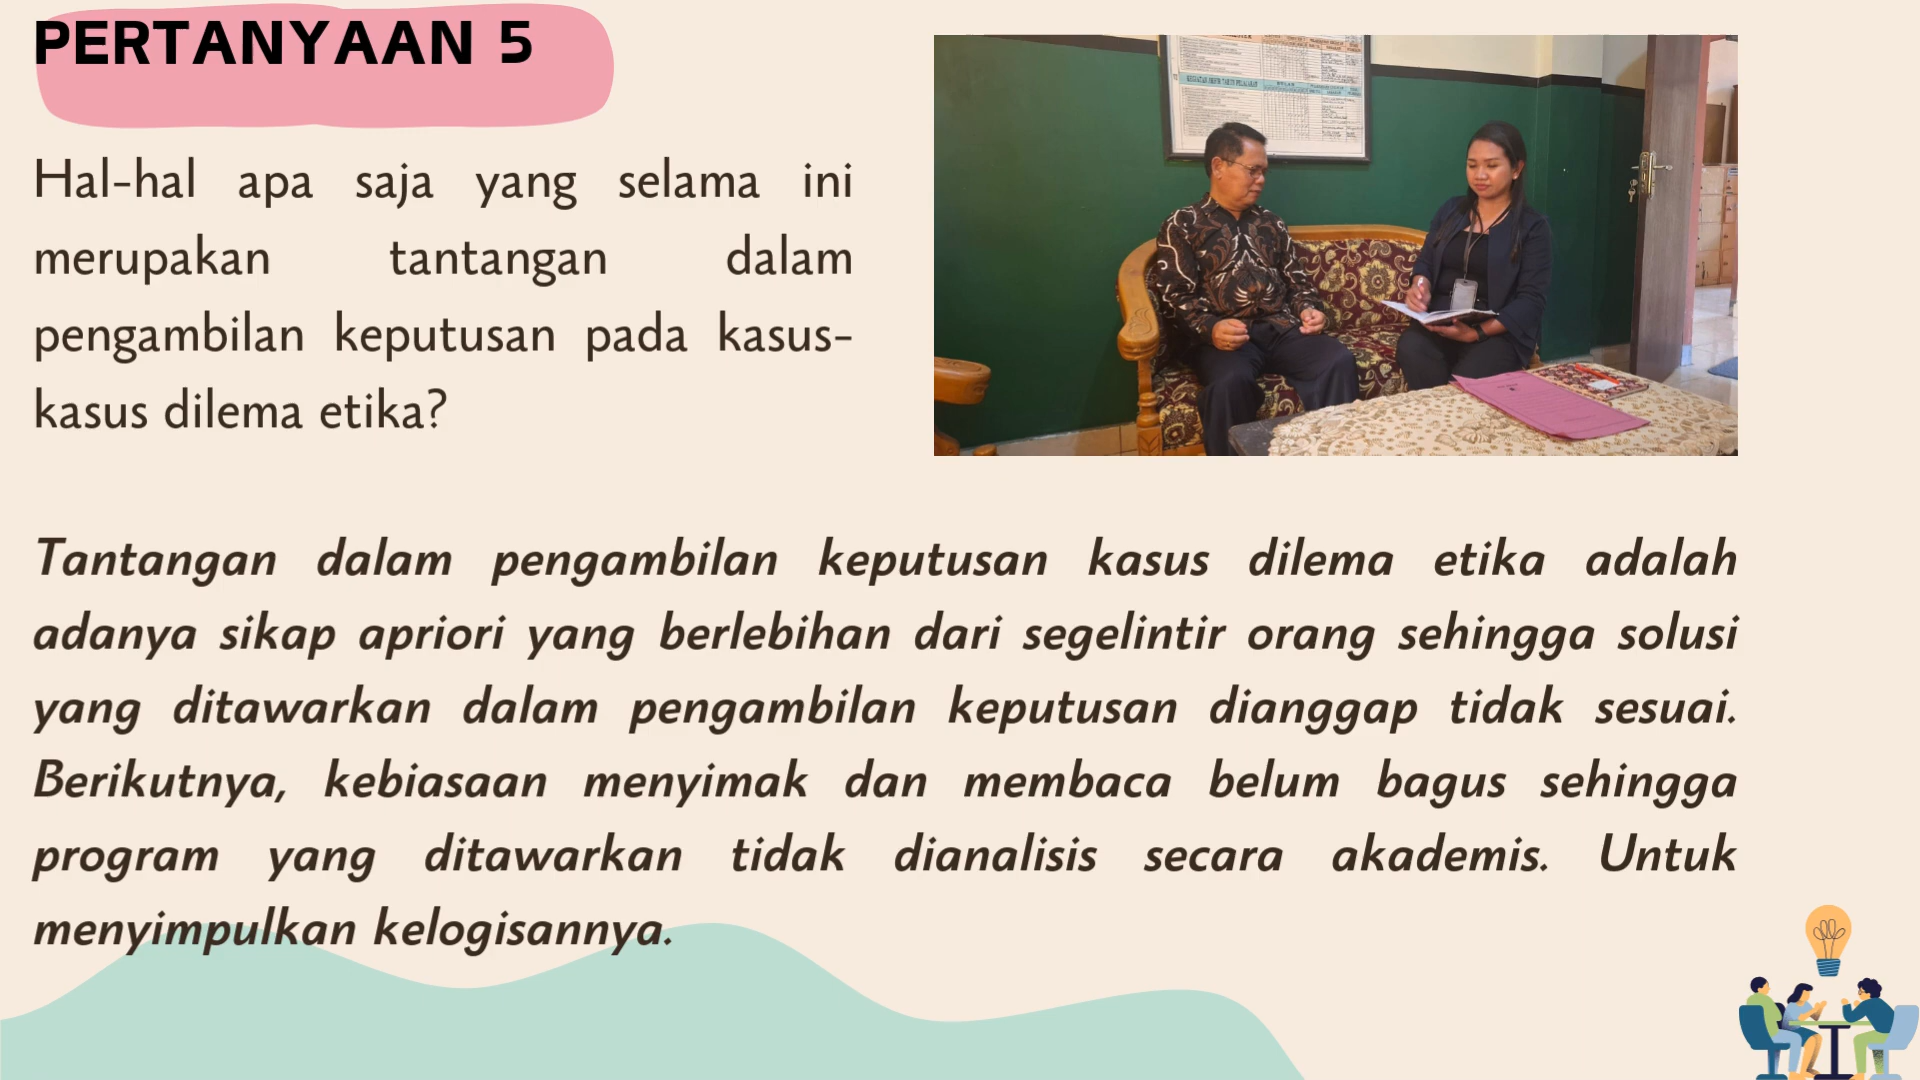 PERTANYAAN 5
Hal-hal apa saja yang selama ini
merupakan tantangan dalam
pengambilan keputusan pada kasus-
kasus dilema etika?
Tantangan dalam pengambilan keputusan kasus dilema etika adalah
adanya sikap apriori yang berlebihan dari segelintir orang sehingga solusi
yang ditawarkan dalam pengambilan keputusan dianggap tidak sesuai.
Berikutnya, kebiasaan menyimak dan membaca belum bagus sehingga
program yang ditawarkan tidak dianalisis secara akademis. Untuk
menyimpulkan kelogisannya.